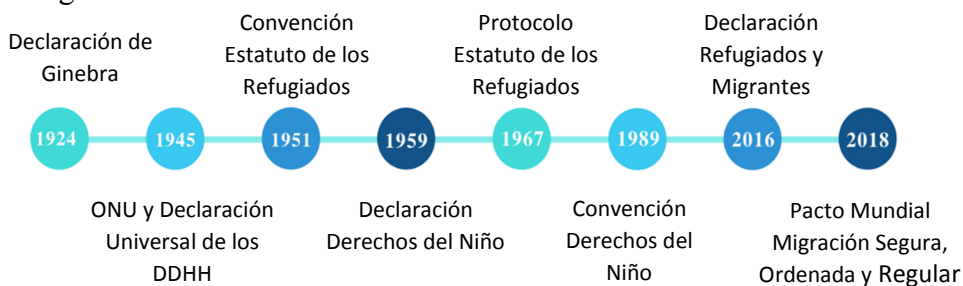 Declaración de
Ginebra
Convención
Estatuto de los
Refugiados
Protocolo
Estatuto de los
Refugiados
Declaración
Refugiados y
Migrantes
1924
1945
1951
1959
1967
1989
2016
2018
ONU y Declaración
Universal de los
DDHH
Declaración
Derechos del Niño
Convención
Derechos del
Niño
Pacto Mundial
Migración Segura,
Ordenada y Regular